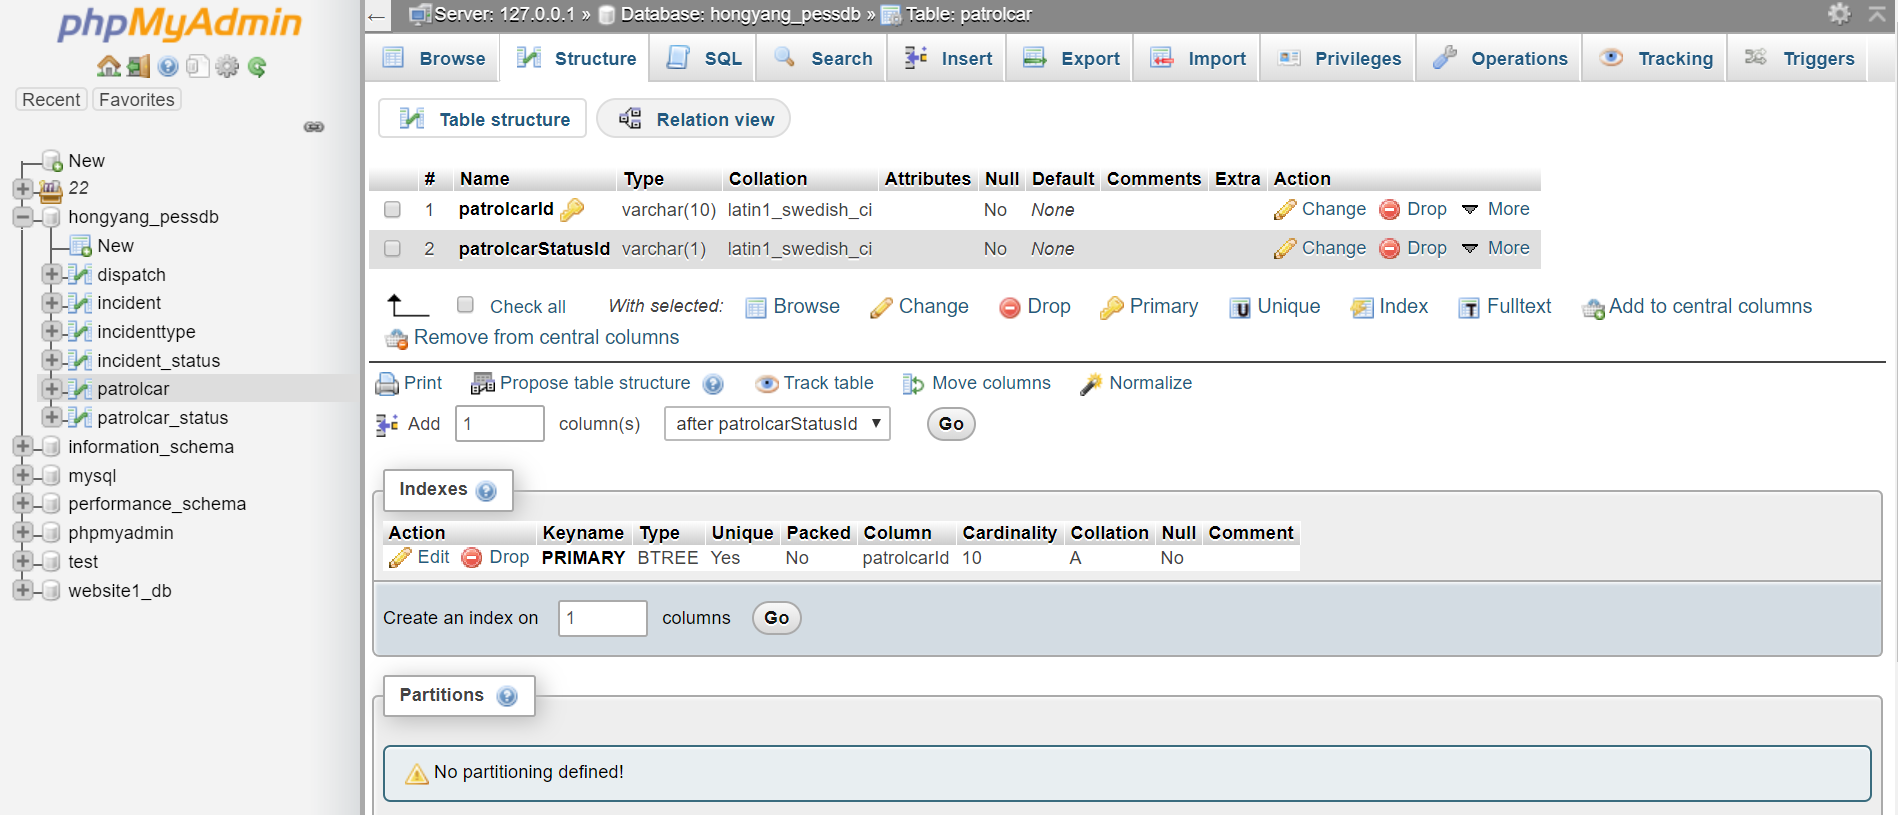 phpMyAdmin
Recent Favorites
New
22
hongyang_pessdb
New
dispatch
incident
incidenttype
incident_status
patrolcar
patrolcar_status
information_schema
mysql
performance_schema
phpmyadmin
test
website1_db
Server: 127.0.0.1 » Database: hongyang_pessdb » Table: patrolcar
Browse Structure SQL Search Insert Export Import Privileges Operations Tracking Triggers
Table structure Relation view
# Name Type Collation Attributes Null Default Comments Extra Action
1 patrolcarId varchar(10) latin1_swedish_ci No None Change Drop More
2 patrolcarStatusId varchar(1) latin1_swedish_ci No None Change Drop More
Check all With selected: Browse Change Drop Primary Unique Index Fulltext Add to central columns
Remove from central columns
Print Propose table structure Track table Move columns Normalize
Add 1 column(s) after patrolcarStatusId Go
Indexes
Action Keyname Type Unique Packed Column Cardinality Collation Null Comment
Edit Drop PRIMARY BTREE Yes No patrolcarId 10 A No
Create an index on 1 columns Go
Partitions
No partitioning defined!